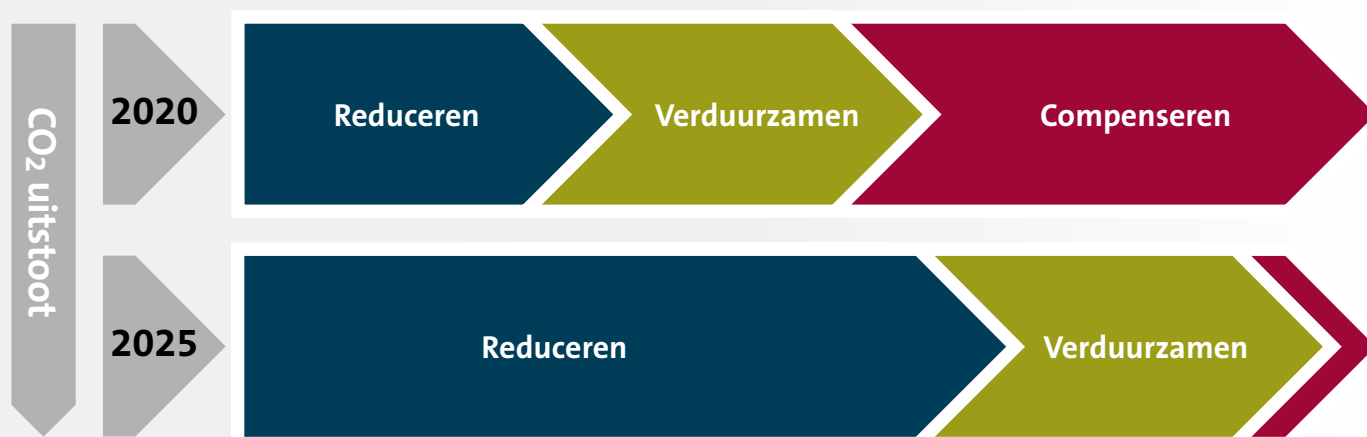 CO₂ uitstoot
2020
Reduceren
Verduurzamen
Compenseren
2025
Reduceren
Verduurzamen